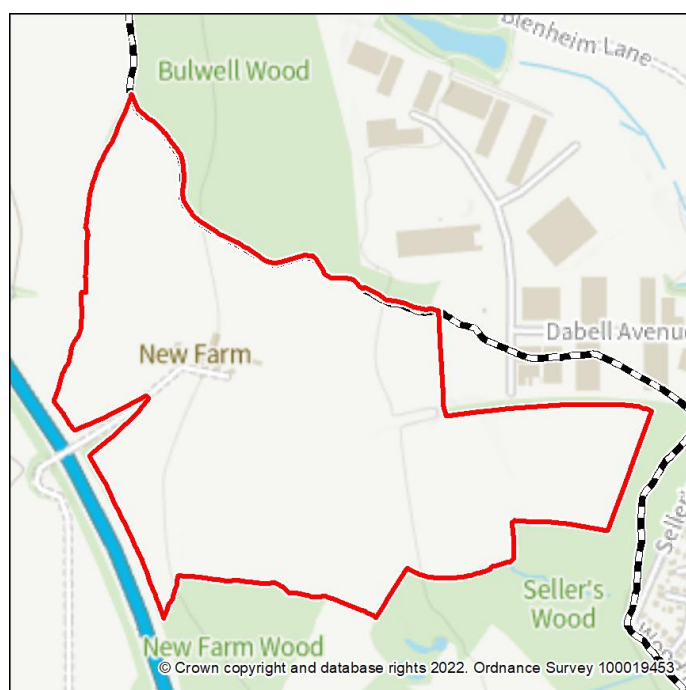 Blenheim Lane
Bulwell Wood
Dabell Avenue
New Farm
Seller's
Wood
New Farm Wood
© Crown copyright and database rights 2022. Ordnance Survey 100019453